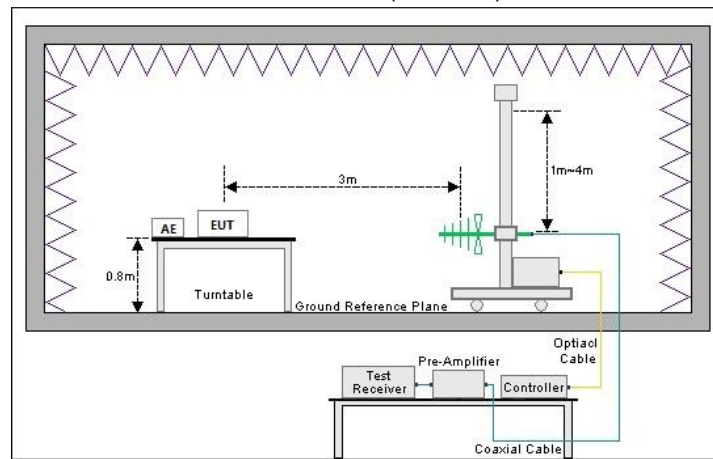 3m
1m~4m
AE
EUT
0.8m
Turntable
Ground Reference Plane
Optiacl
Cable
Pre-Amplifier
Test
Receiver
Controller
Coaxial Cable